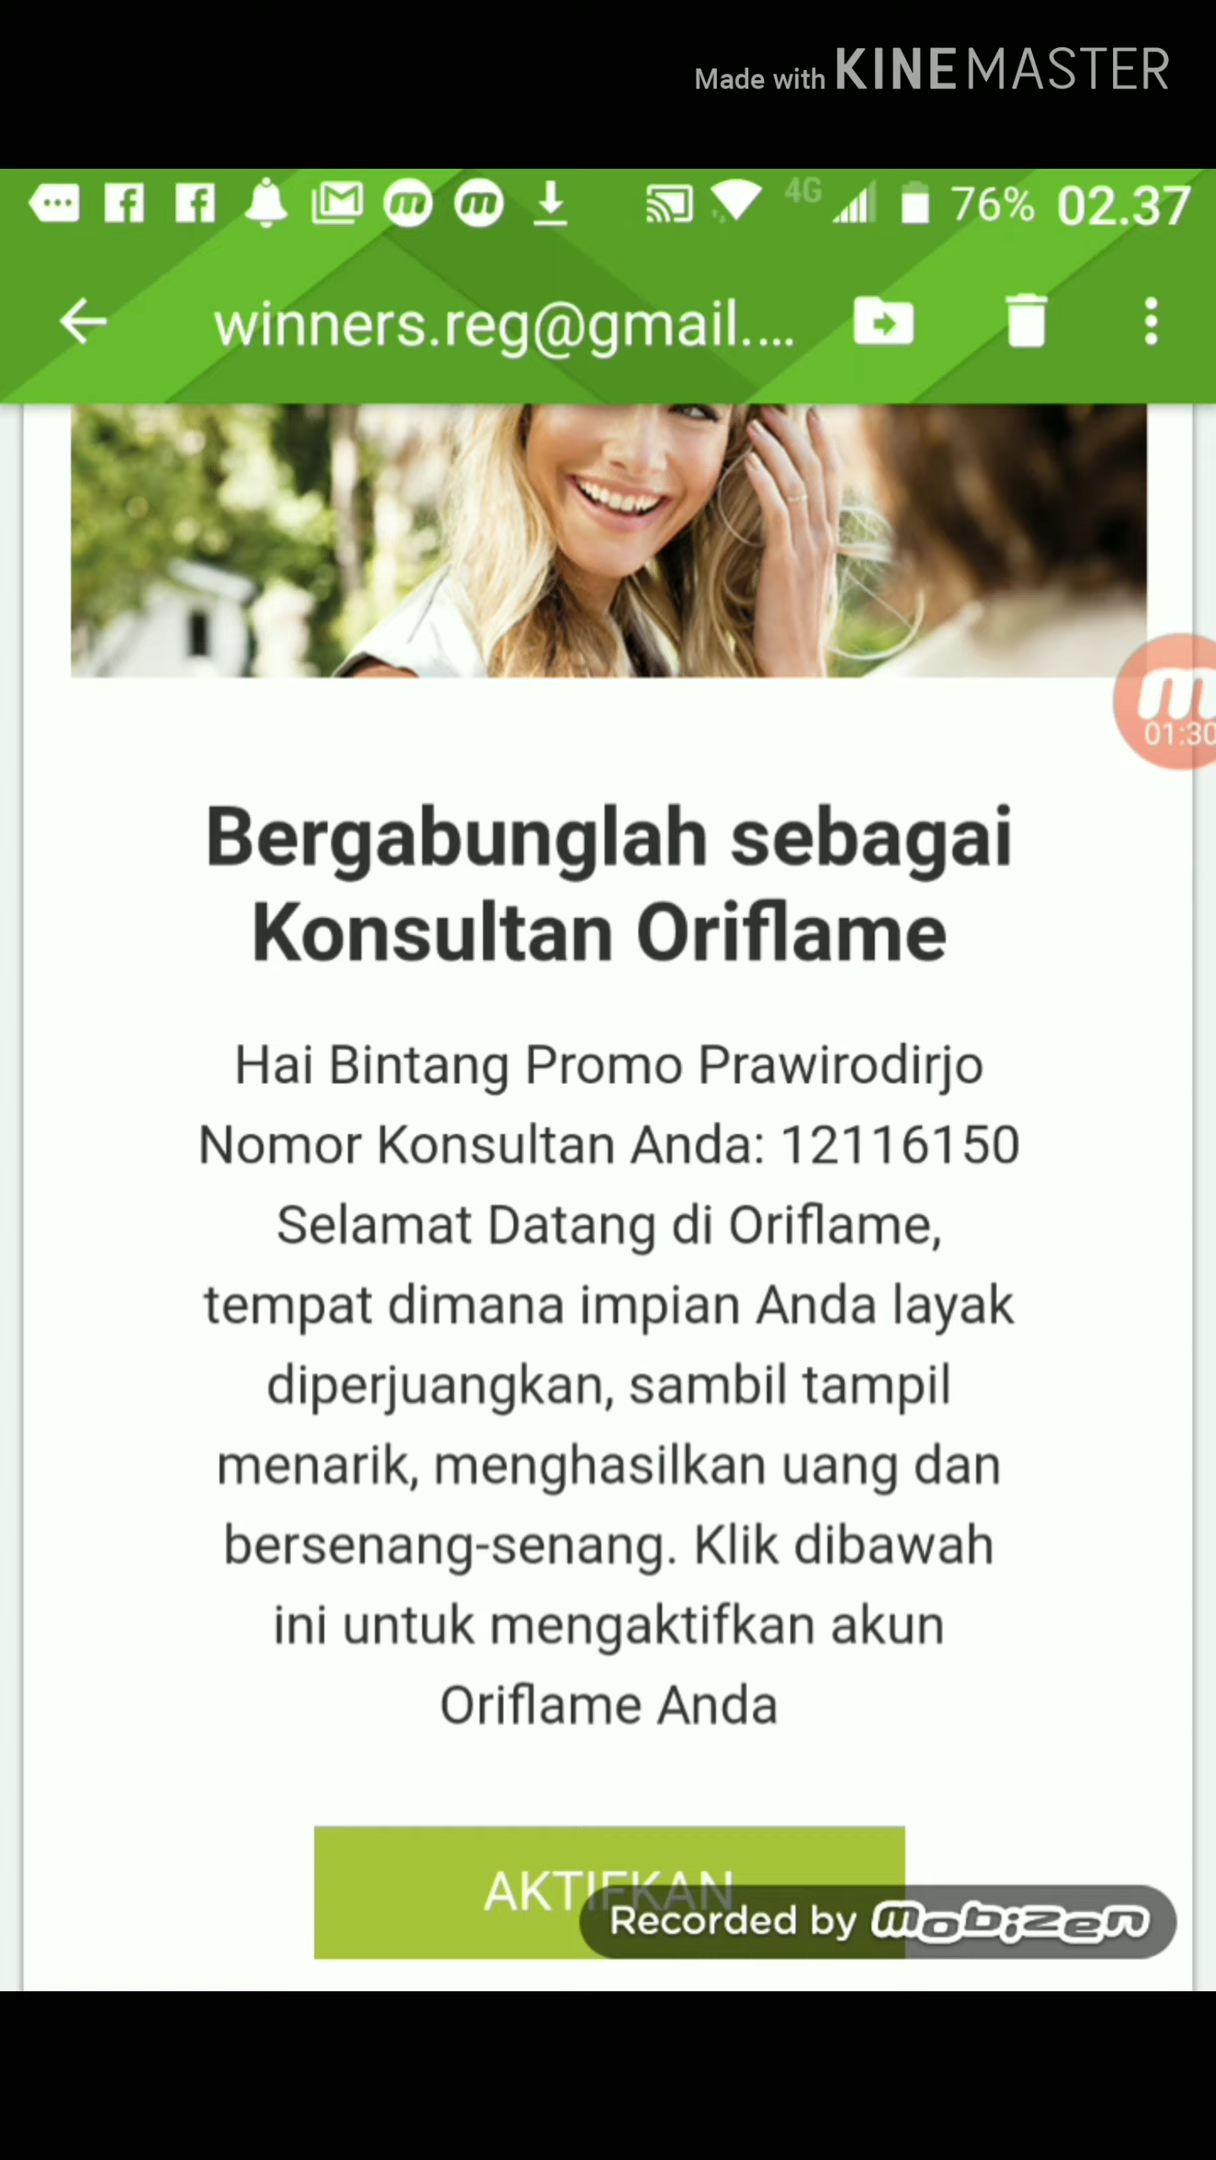 Made with KINEMASTER
4G 76% 02.37
winners.reg@gmail....
m
01:30
Bergabunglah sebagai
Konsultan Oriflame
Hai Bintang Promo Prawirodirjo
Nomor Konsultan Anda: 12116150
Selamat Datang di Oriflame,
tempat dimana impian Anda layak
diperjuangkan, sambil tampil
menarik, menghasilkan uang dan
bersenang-senang. Klik dibawah
ini untuk mengaktifkan akun
Oriflame Anda
AKTIFKAN
Recorded by mobizen